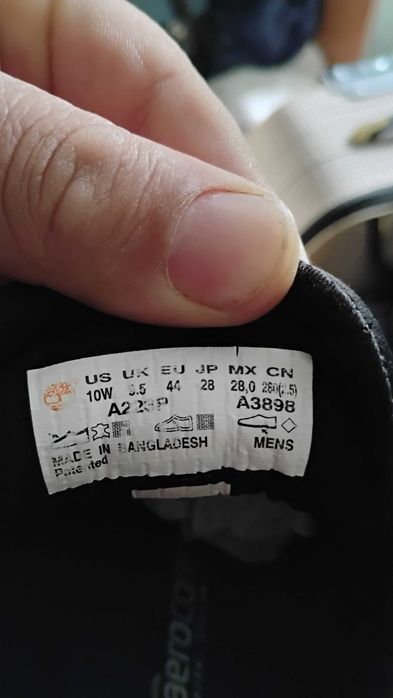 US UK EU JP MX CN
10W 9.5 44 28 28,0 280(2.5)
A3898
MADE IN BANGLADESH MENS
Patented